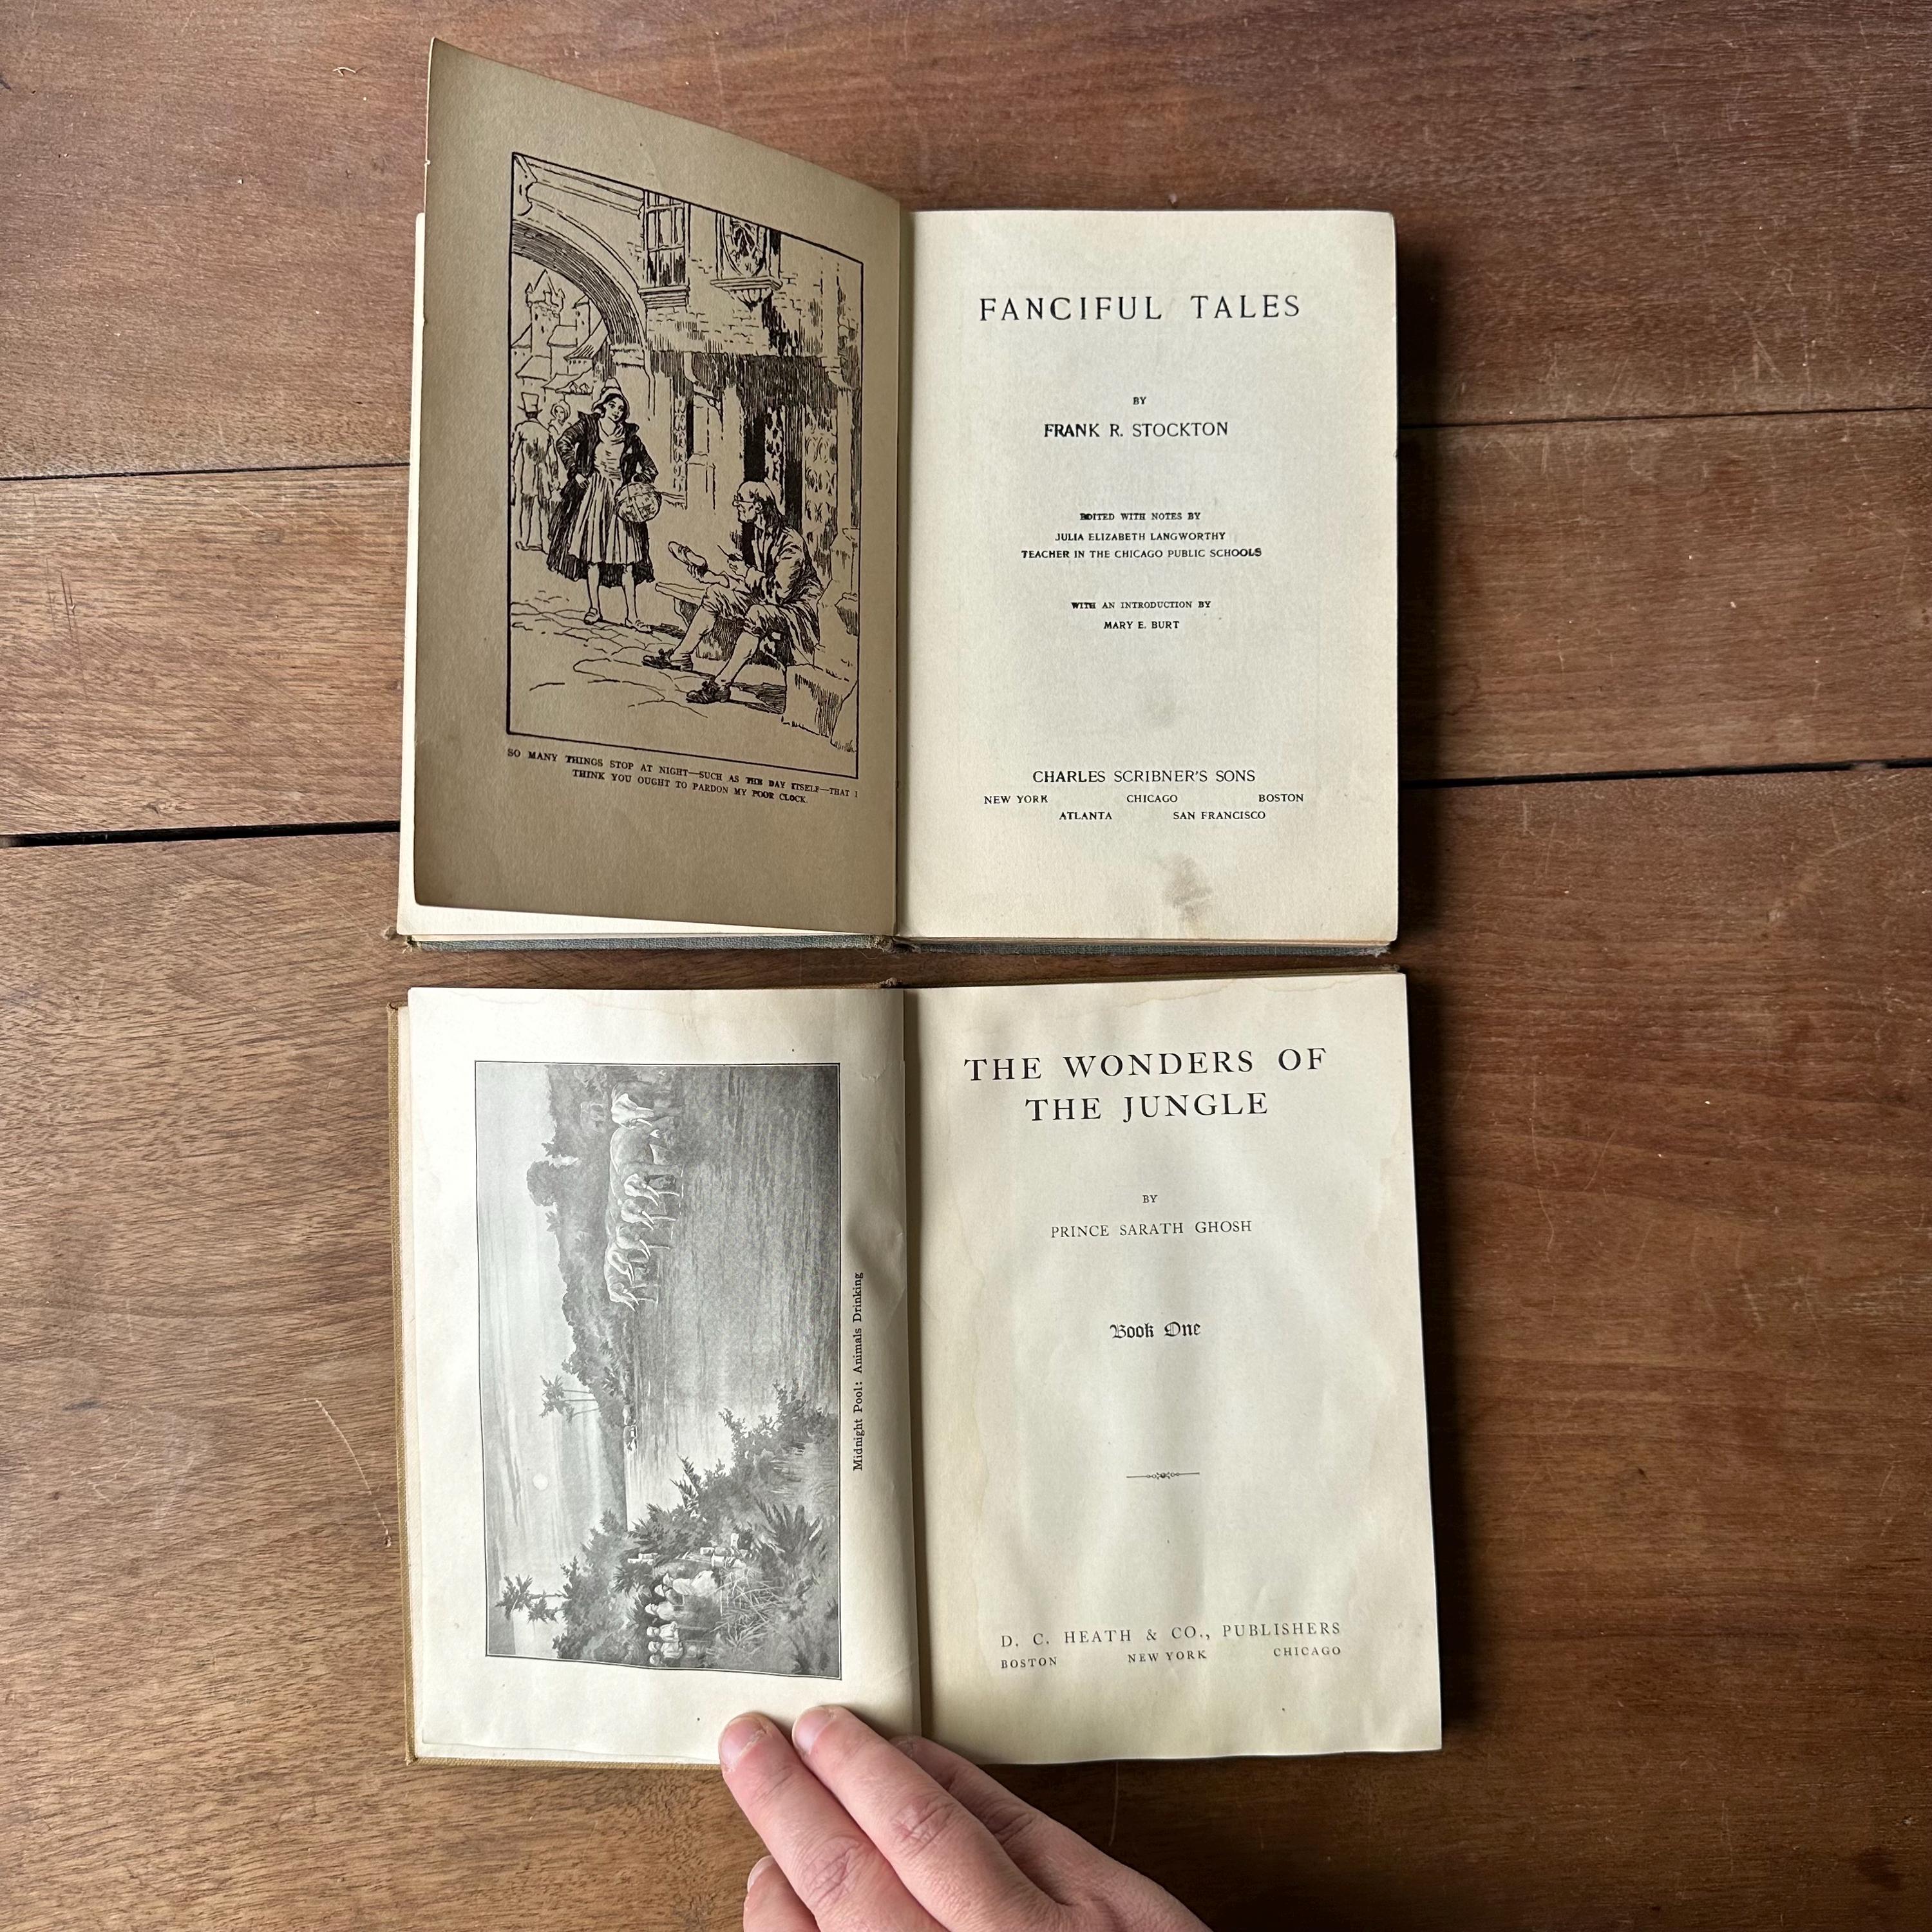 SO MANY THINGS STOP AT NIGHT—SUCH AS THE DAY ITSELF—THAT I
THINK YOU OUGHT TO PARDON MY POOR CLOCK.
FANCIFUL TALES
BY
FRANK R. STOCKTON
EDITED WITH NOTES BY
JULIA ELIZABETH LANGWORTHY
TEACHER IN THE CHICAGO PUBLIC SCHOOLS
WITH AN INTRODUCTION BY
MARY E. BURT
CHARLES SCRIBNER'S SONS
NEW YORK CHICAGO BOSTON
ATLANTA SAN FRANCISCO
Midnight Pool: Animals Drinking
THE WONDERS OF
THE JUNGLE
BY
PRINCE SARATH GHOSH
Book One
D. C. HEATH & CO., PUBLISHERS
BOSTON NEW YORK CHICAGO